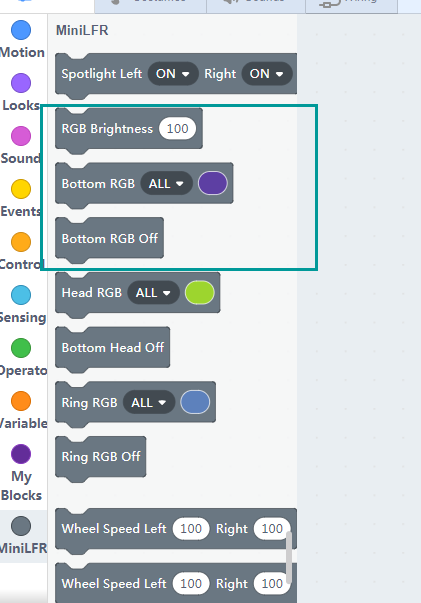 MiniLFR
Motion
Spotlight Left ON Right ON
Looks
RGB Brightness 100
Sound
Bottom RGB ALL
Events
Bottom RGB Off
Control
Head RGB ALL
Sensing
Bottom Head Off
Operato
Ring RGB ALL
Variable
Ring RGB Off
My
Blocks
Wheel Speed Left 100 Right 100
MiniLFR
Wheel Speed Left 100 Right 100